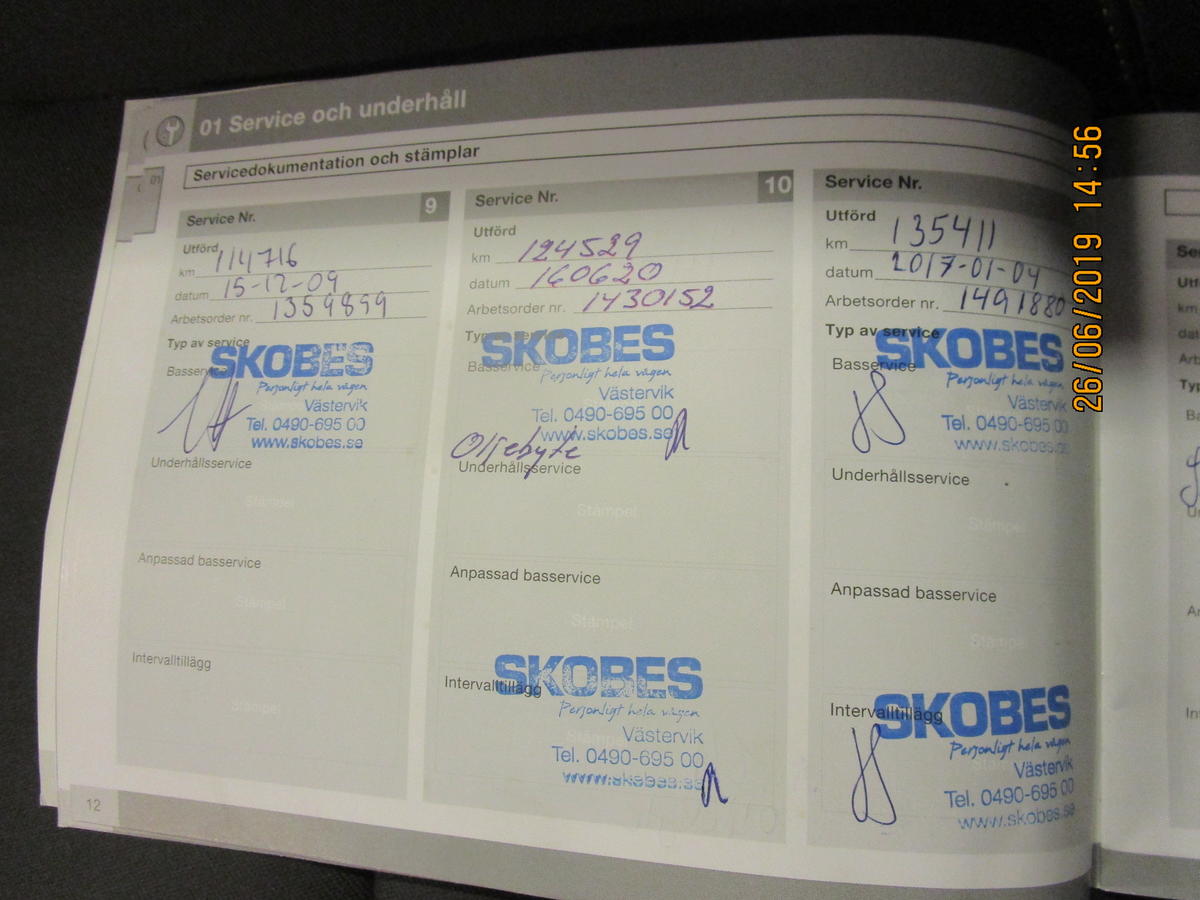 01 Service och underhåll
01
Servicedokumentation och stämplar
Service Nr. 9
Utförd
km 114716
datum 15-12-09
Arbetsorder nr. 1359899
Typ av service
Basservice
SKOBES
Personligt hela vägen
Västervik
Tel. 0490-695 00
www.skobes.se
Underhållsservice
Stämpel
Anpassad basservice
Stämpel
Intervalltillägg
Stämpel
12
Service Nr. 10
Utförd
km 124529
datum 160620
Arbetsorder nr. 1430152
Basservice
SKOBES
Personligt hela vägen
Västervik
Tel. 0490-695 00
www.skobes.se
Oljebyte
Underhållsservice
Stämpel
Anpassad basservice
Stämpel
Intervalltillägg
SKOBES
Personligt hela vägen
Västervik
Tel. 0490-695 00
www.skobes.se
Service Nr.
Utförd
km 135411
datum 2017-01-04
Arbetsorder nr. 1491880
Typ av service
Basservice
SKOBES
Personligt hela vägen
Västervik
Tel. 0490-695 00
www.skobes.se
Underhållsservice
Stämpel
Anpassad basservice
Stämpel
Intervalltillägg
SKOBES
Personligt hela vägen
Västervik
Tel. 0490-695 00
www.skobes.se
km
26/06/2019 14:56